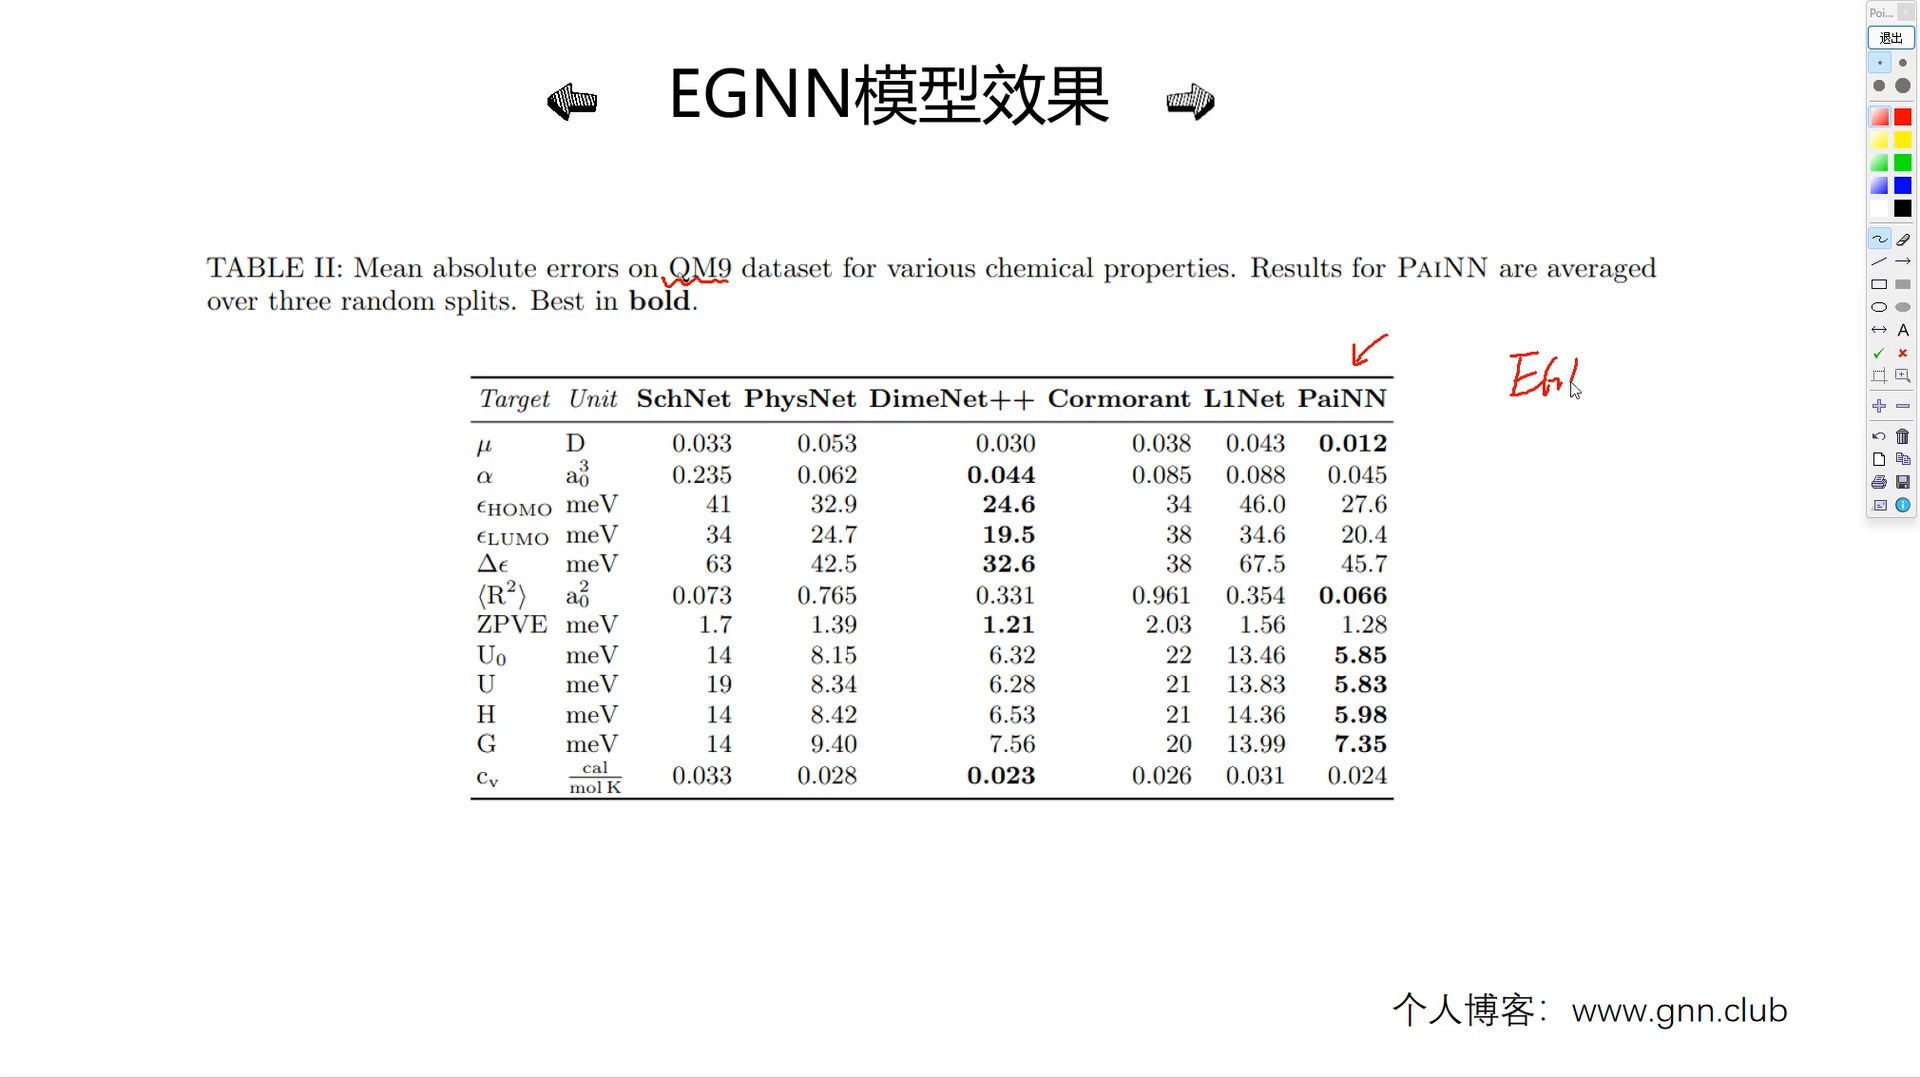 EGNN模型效果
Poi...
退出
TABLE II: Mean absolute errors on QM9 dataset for various chemical properties. Results for PAINN are averaged
over three random splits. Best in bold.
Target Unit SchNet PhysNet DimeNet++ Cormorant L1Net PaiNN
μ D 0.033 0.053 0.030 0.038 0.043 0.012
α a₀³ 0.235 0.062 0.044 0.085 0.088 0.045
ϵHOMO meV 41 32.9 24.6 34 46.0 27.6
ϵLUMO meV 34 24.7 19.5 38 34.6 20.4
Δϵ meV 63 42.5 32.6 38 67.5 45.7
⟨R²⟩ a₀² 0.073 0.765 0.331 0.961 0.354 0.066
ZPVE meV 1.7 1.39 1.21 2.03 1.56 1.28
U₀ meV 14 8.15 6.32 22 13.46 5.85
U meV 19 8.34 6.28 21 13.83 5.83
H meV 14 8.42 6.53 21 14.36 5.98
G meV 14 9.40 7.56 20 13.99 7.35
cᵥ cal/mol K 0.033 0.028 0.023 0.026 0.031 0.024
个人博客：www.gnn.club